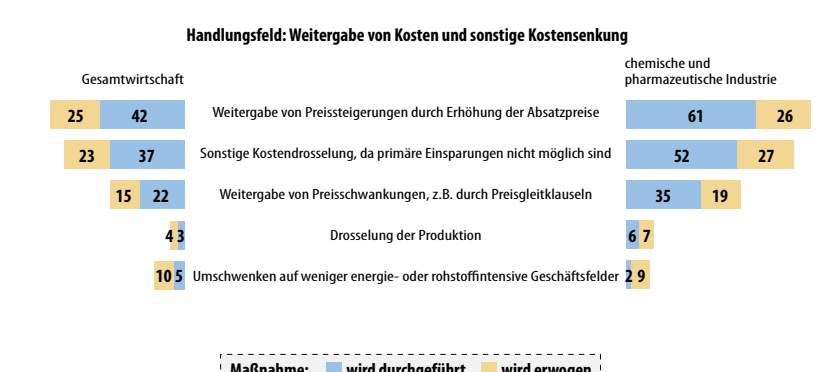 Handlungsfeld: Weitergabe von Kosten und sonstige Kostensenkung
Gesamtwirtschaft
chemische und
pharmazeutische Industrie
25 42 Weitergabe von Preissteigerungen durch Erhöhung der Absatzpreise 61 26
23 37 Sonstige Kostendrosselung, da primäre Einsparungen nicht möglich sind 52 27
15 22 Weitergabe von Preisschwankungen, z.B. durch Preisgleitklauseln 35 19
4 3 Drosselung der Produktion 6 7
10 5 Umschwenken auf weniger energie- oder rohstoffintensive Geschäftsfelder 2 9
Maßnahme: wird durchgeführt wird erwogen